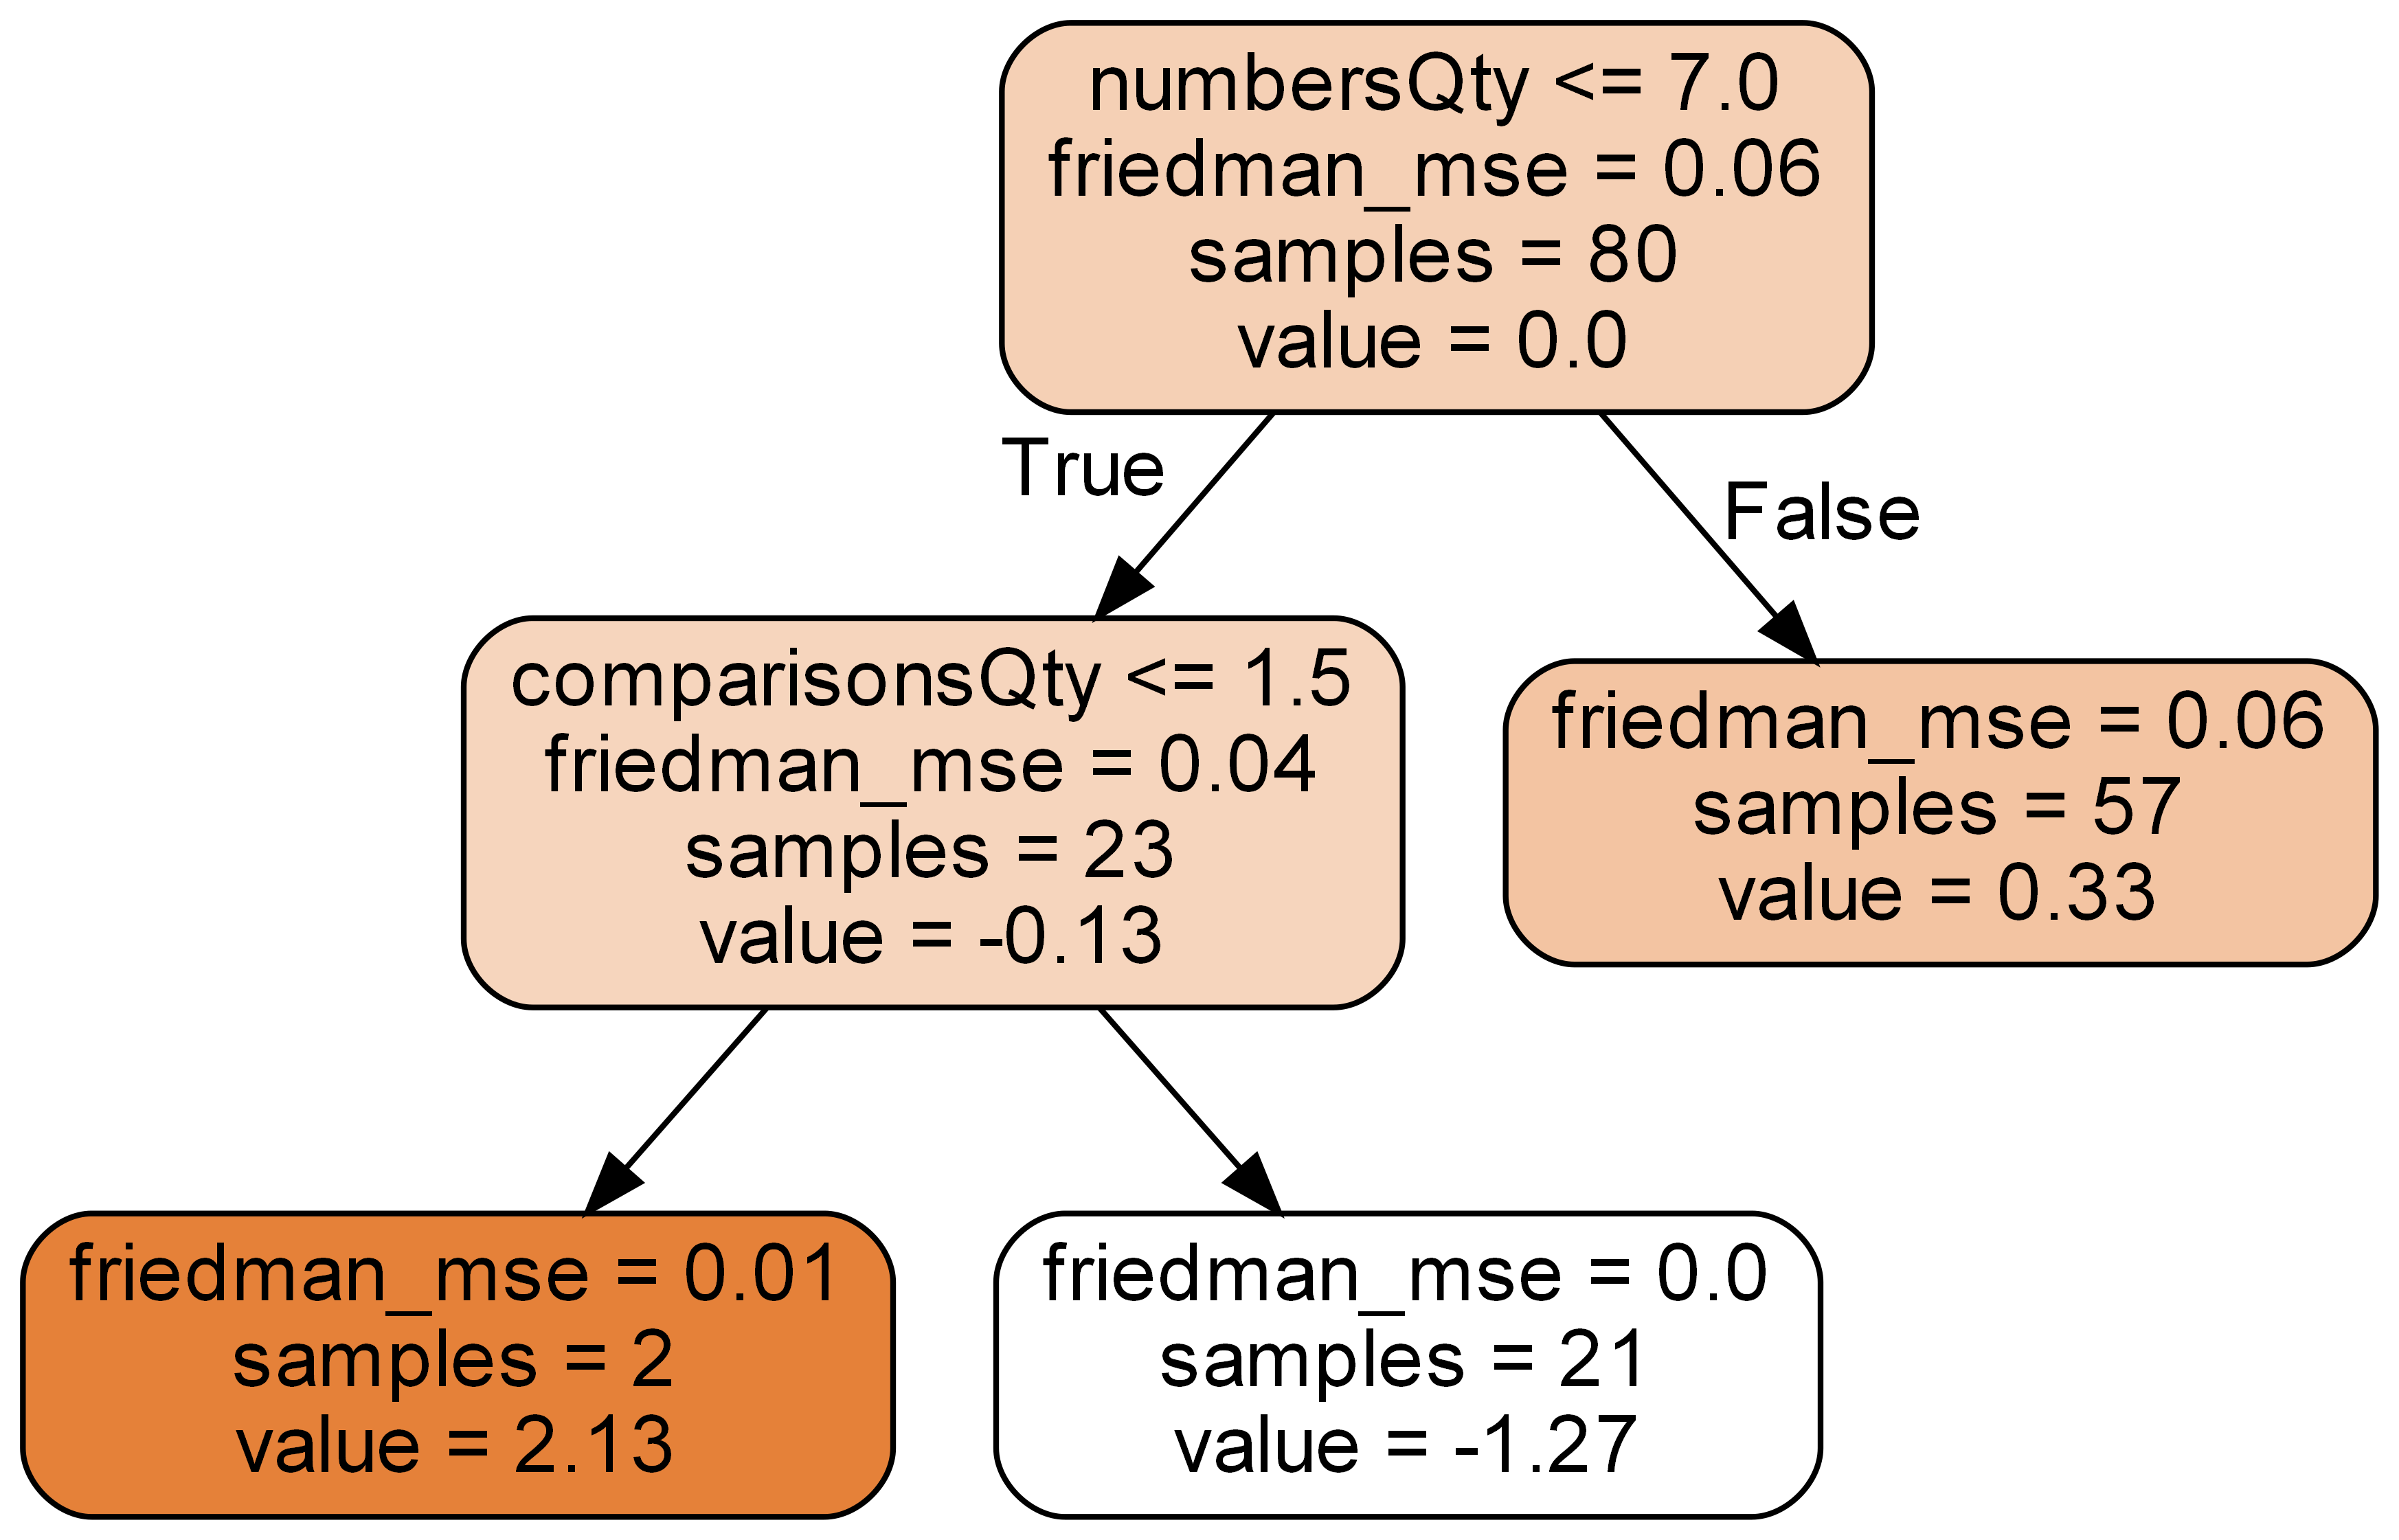 numbersQty <= 7.0
friedman_mse = 0.06
samples = 80
value = 0.0
True
False
comparisonsQty <= 1.5
friedman_mse = 0.04
samples = 23
value = -0.13
friedman_mse = 0.06
samples = 57
value = 0.33
friedman_mse = 0.01
samples = 2
value = 2.13
friedman_mse = 0.0
samples = 21
value = -1.27